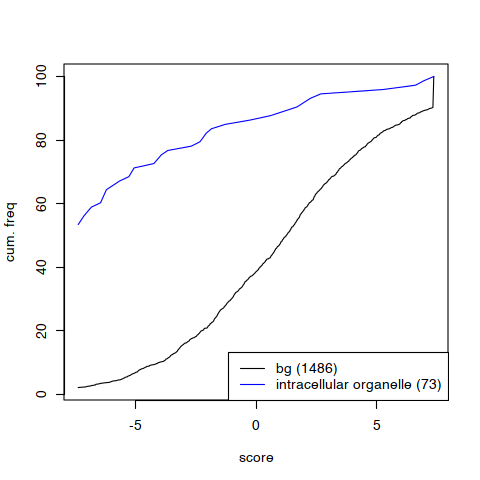 cum. freq
100
80
60
40
20
0
bg (1486)
intracellular organelle (73)
-5
0
5
score